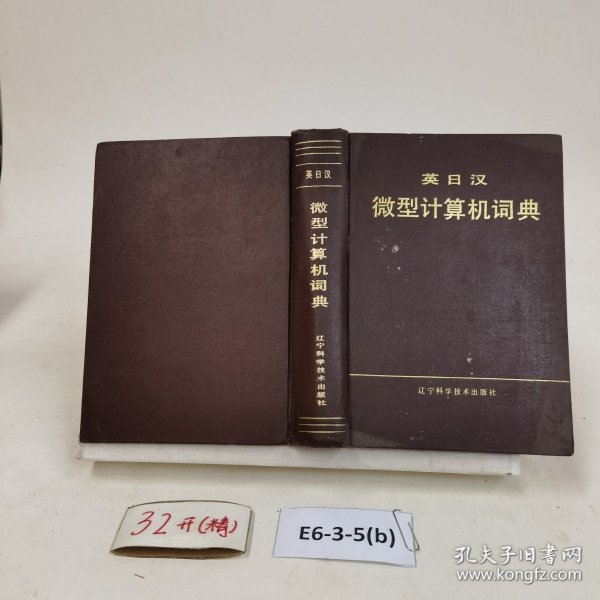 英日汉
微型计算机词典
辽宁科学技术出版社
英日汉
微型计算机词典
辽宁科学技术出版社
32开(精)
E6-3-5(b)
孔夫子旧书网
www.kongfz.com